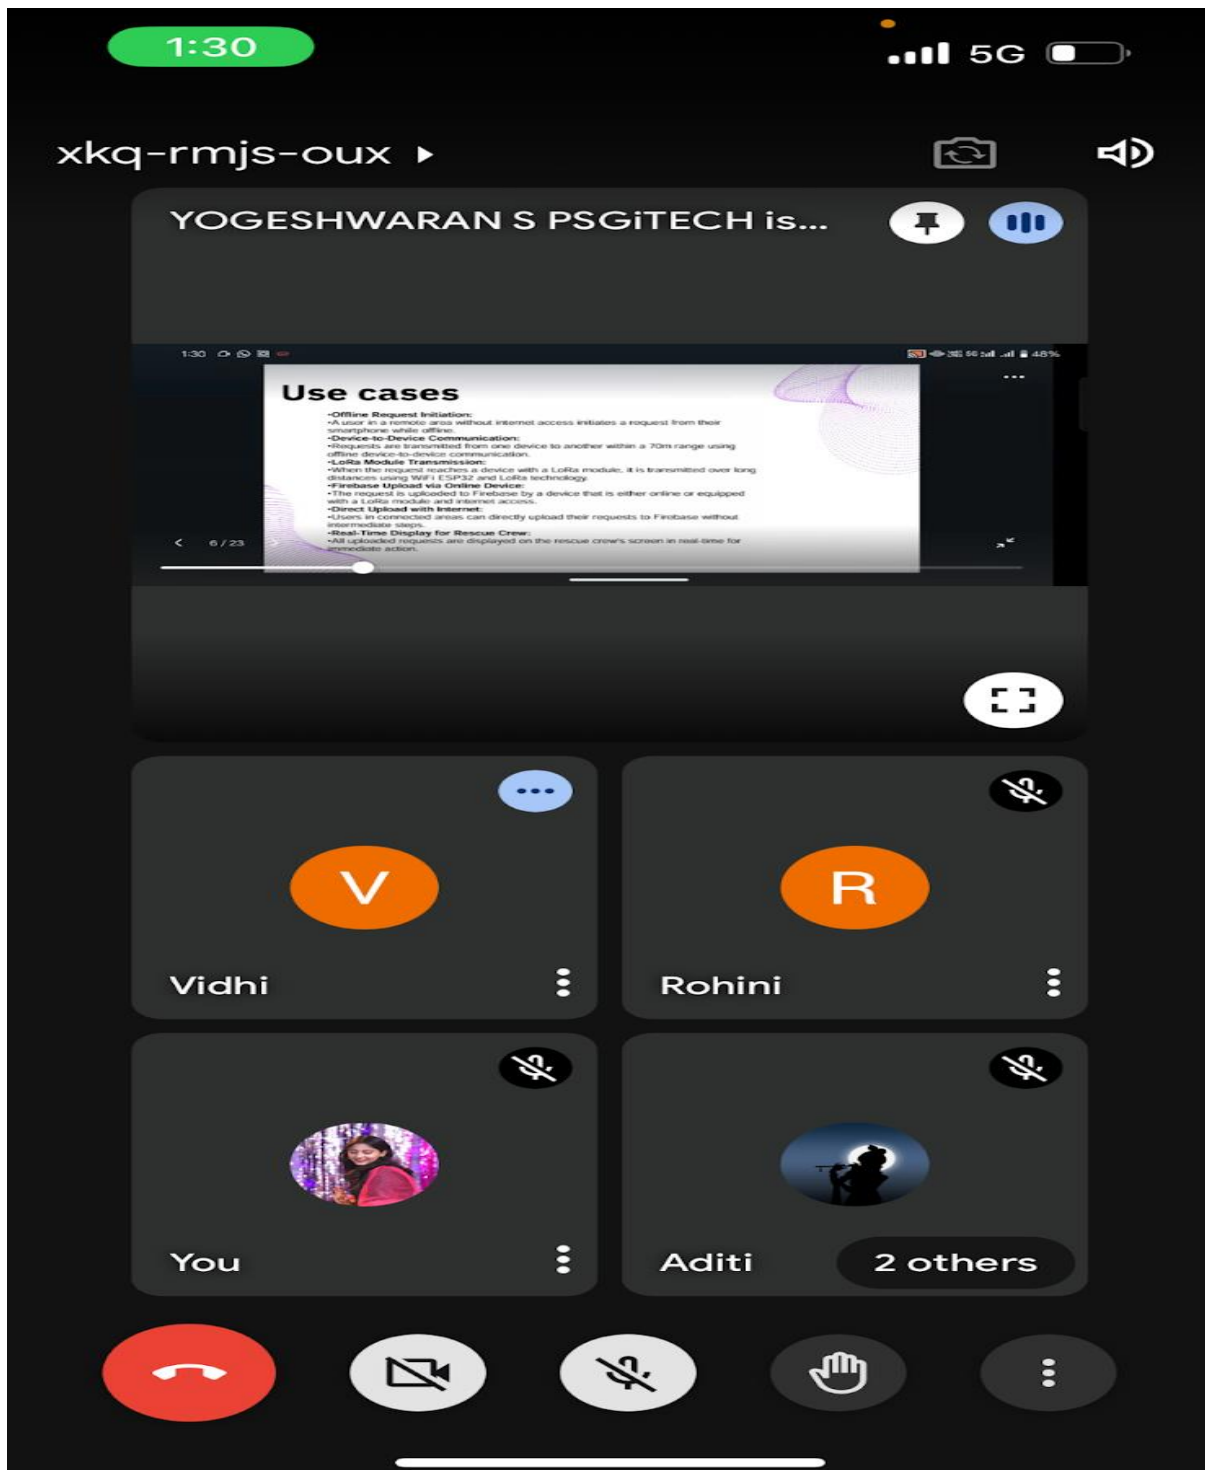 1:30
5G
xkq-rmjs-oux
YOGESHWARAN S PSGiTECH is...
1:30
5G
48%
Use cases
•Offline Request Initiation:
•A user in a remote area without internet access initiates a request from their
smartphone while offline.
•Device-to-Device Communication:
•Requests are transmitted from one device to another within a 70m range using
offline device-to-device communication.
•LoRa Module Transmission:
•When the request reaches a device with a LoRa module, it is transmitted over long
distances using WiFi ESP32 and LoRa technology.
•Firebase Upload via Online Device:
•The request is uploaded to Firebase by a device that is either online or equipped
with a LoRa module and internet access.
•Direct Upload with Internet:
•Users in connected areas can directly upload their requests to Firebase without
intermediate steps.
•Real-Time Display for Rescue Crew:
•All uploaded requests are displayed on the rescue crew's screen in real-time for
immediate action.
6/23
V
R
Vidhi
Rohini
You
Aditi
2 others